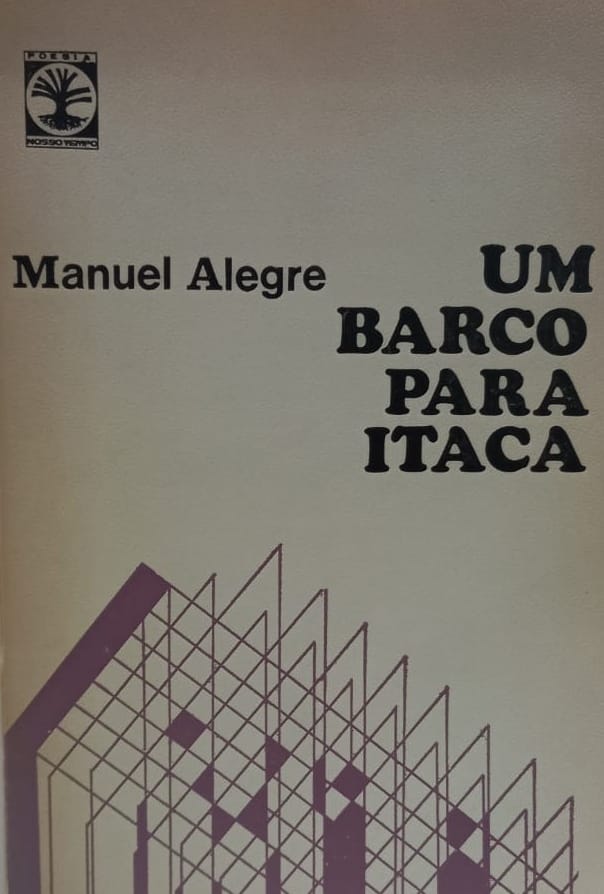 POESIA
NOSSO TEMPO
Manuel Alegre
UM
BARCO
PARA
ITACA